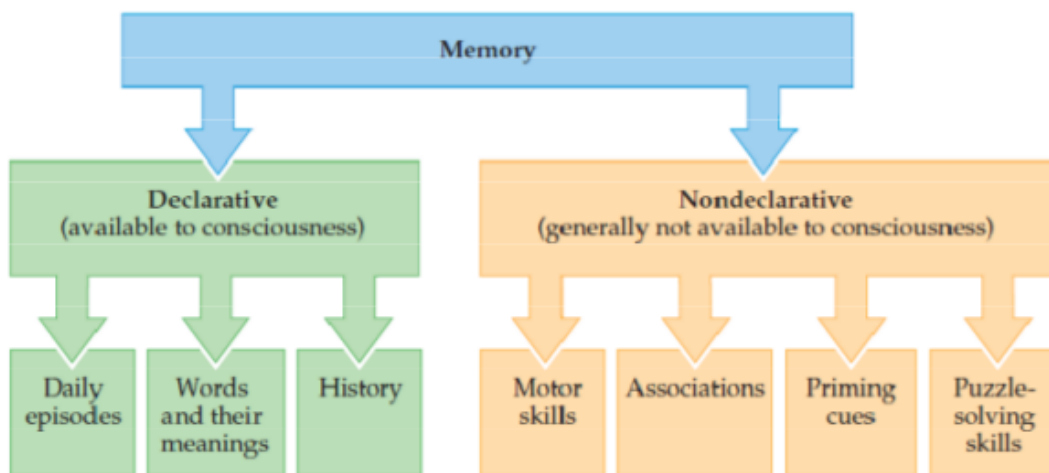 Memory
Declarative
(available to consciousness)
Nondeclarative
(generally not available to consciousness)
Daily
episodes
Words
and their
meanings
History
Motor
skills
Associations
Priming
cues
Puzzle-
solving
skills